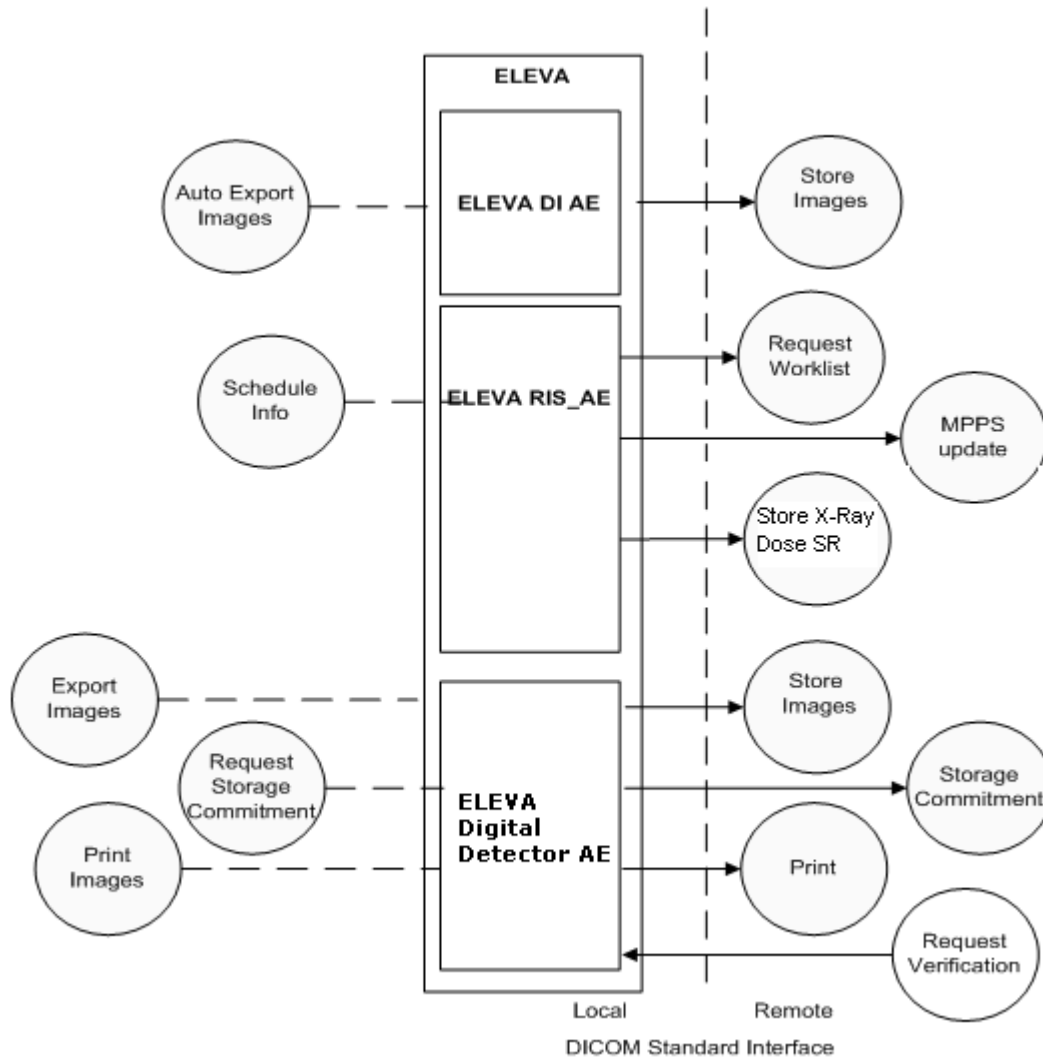 ELEVA
Auto Export
Images
ELEVA DI AE
Store
Images
Schedule
Info
ELEVA RIS_AE
Request
Worklist
MPPS
update
Store X-Ray
Dose SR
Export
Images
Store
Images
Request
Storage
Commitment
Storage
Commitment
ELEVA
Digital
Detector AE
Print
Images
Print
Request
Verification
Local
Remote
DICOM Standard Interface